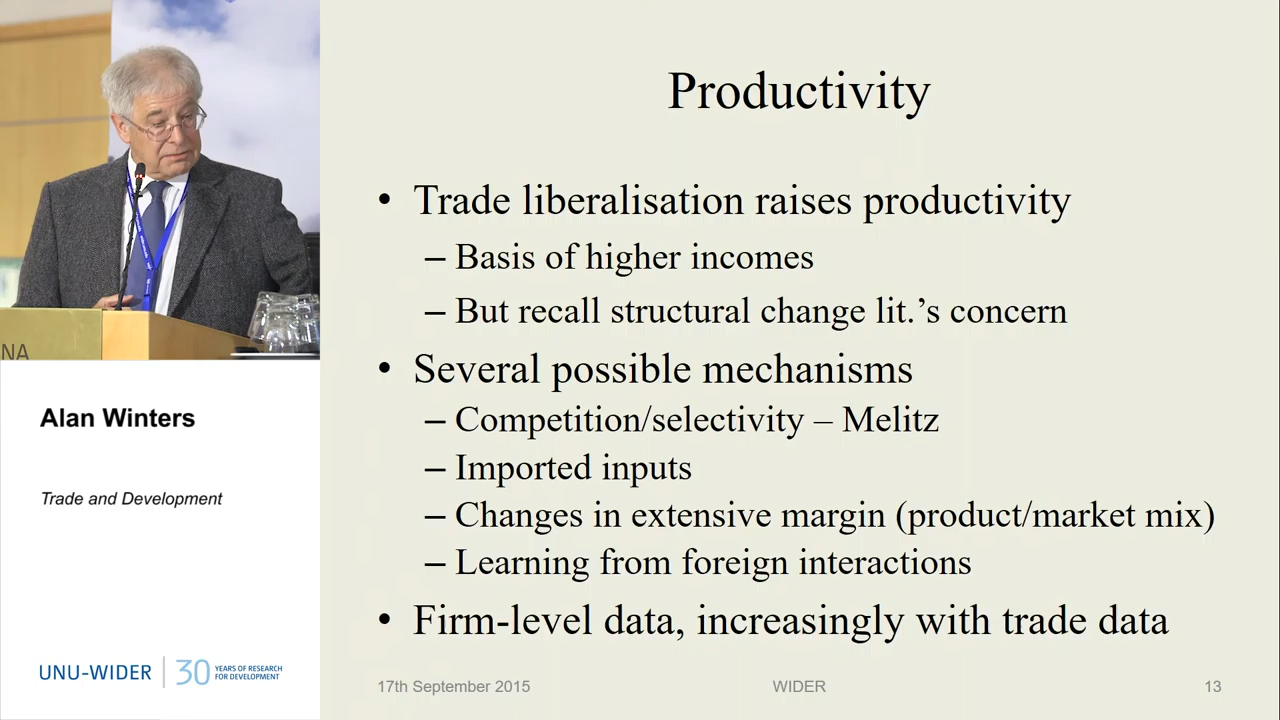 NA
Alan Winters
Trade and Development
UNU-WIDER
30 YEARS OF RESEARCH
FOR DEVELOPMENT
Productivity
• Trade liberalisation raises productivity
– Basis of higher incomes
– But recall structural change lit.’s concern
• Several possible mechanisms
– Competition/selectivity – Melitz
– Imported inputs
– Changes in extensive margin (product/market mix)
– Learning from foreign interactions
• Firm-level data, increasingly with trade data
17th September 2015
WIDER
13